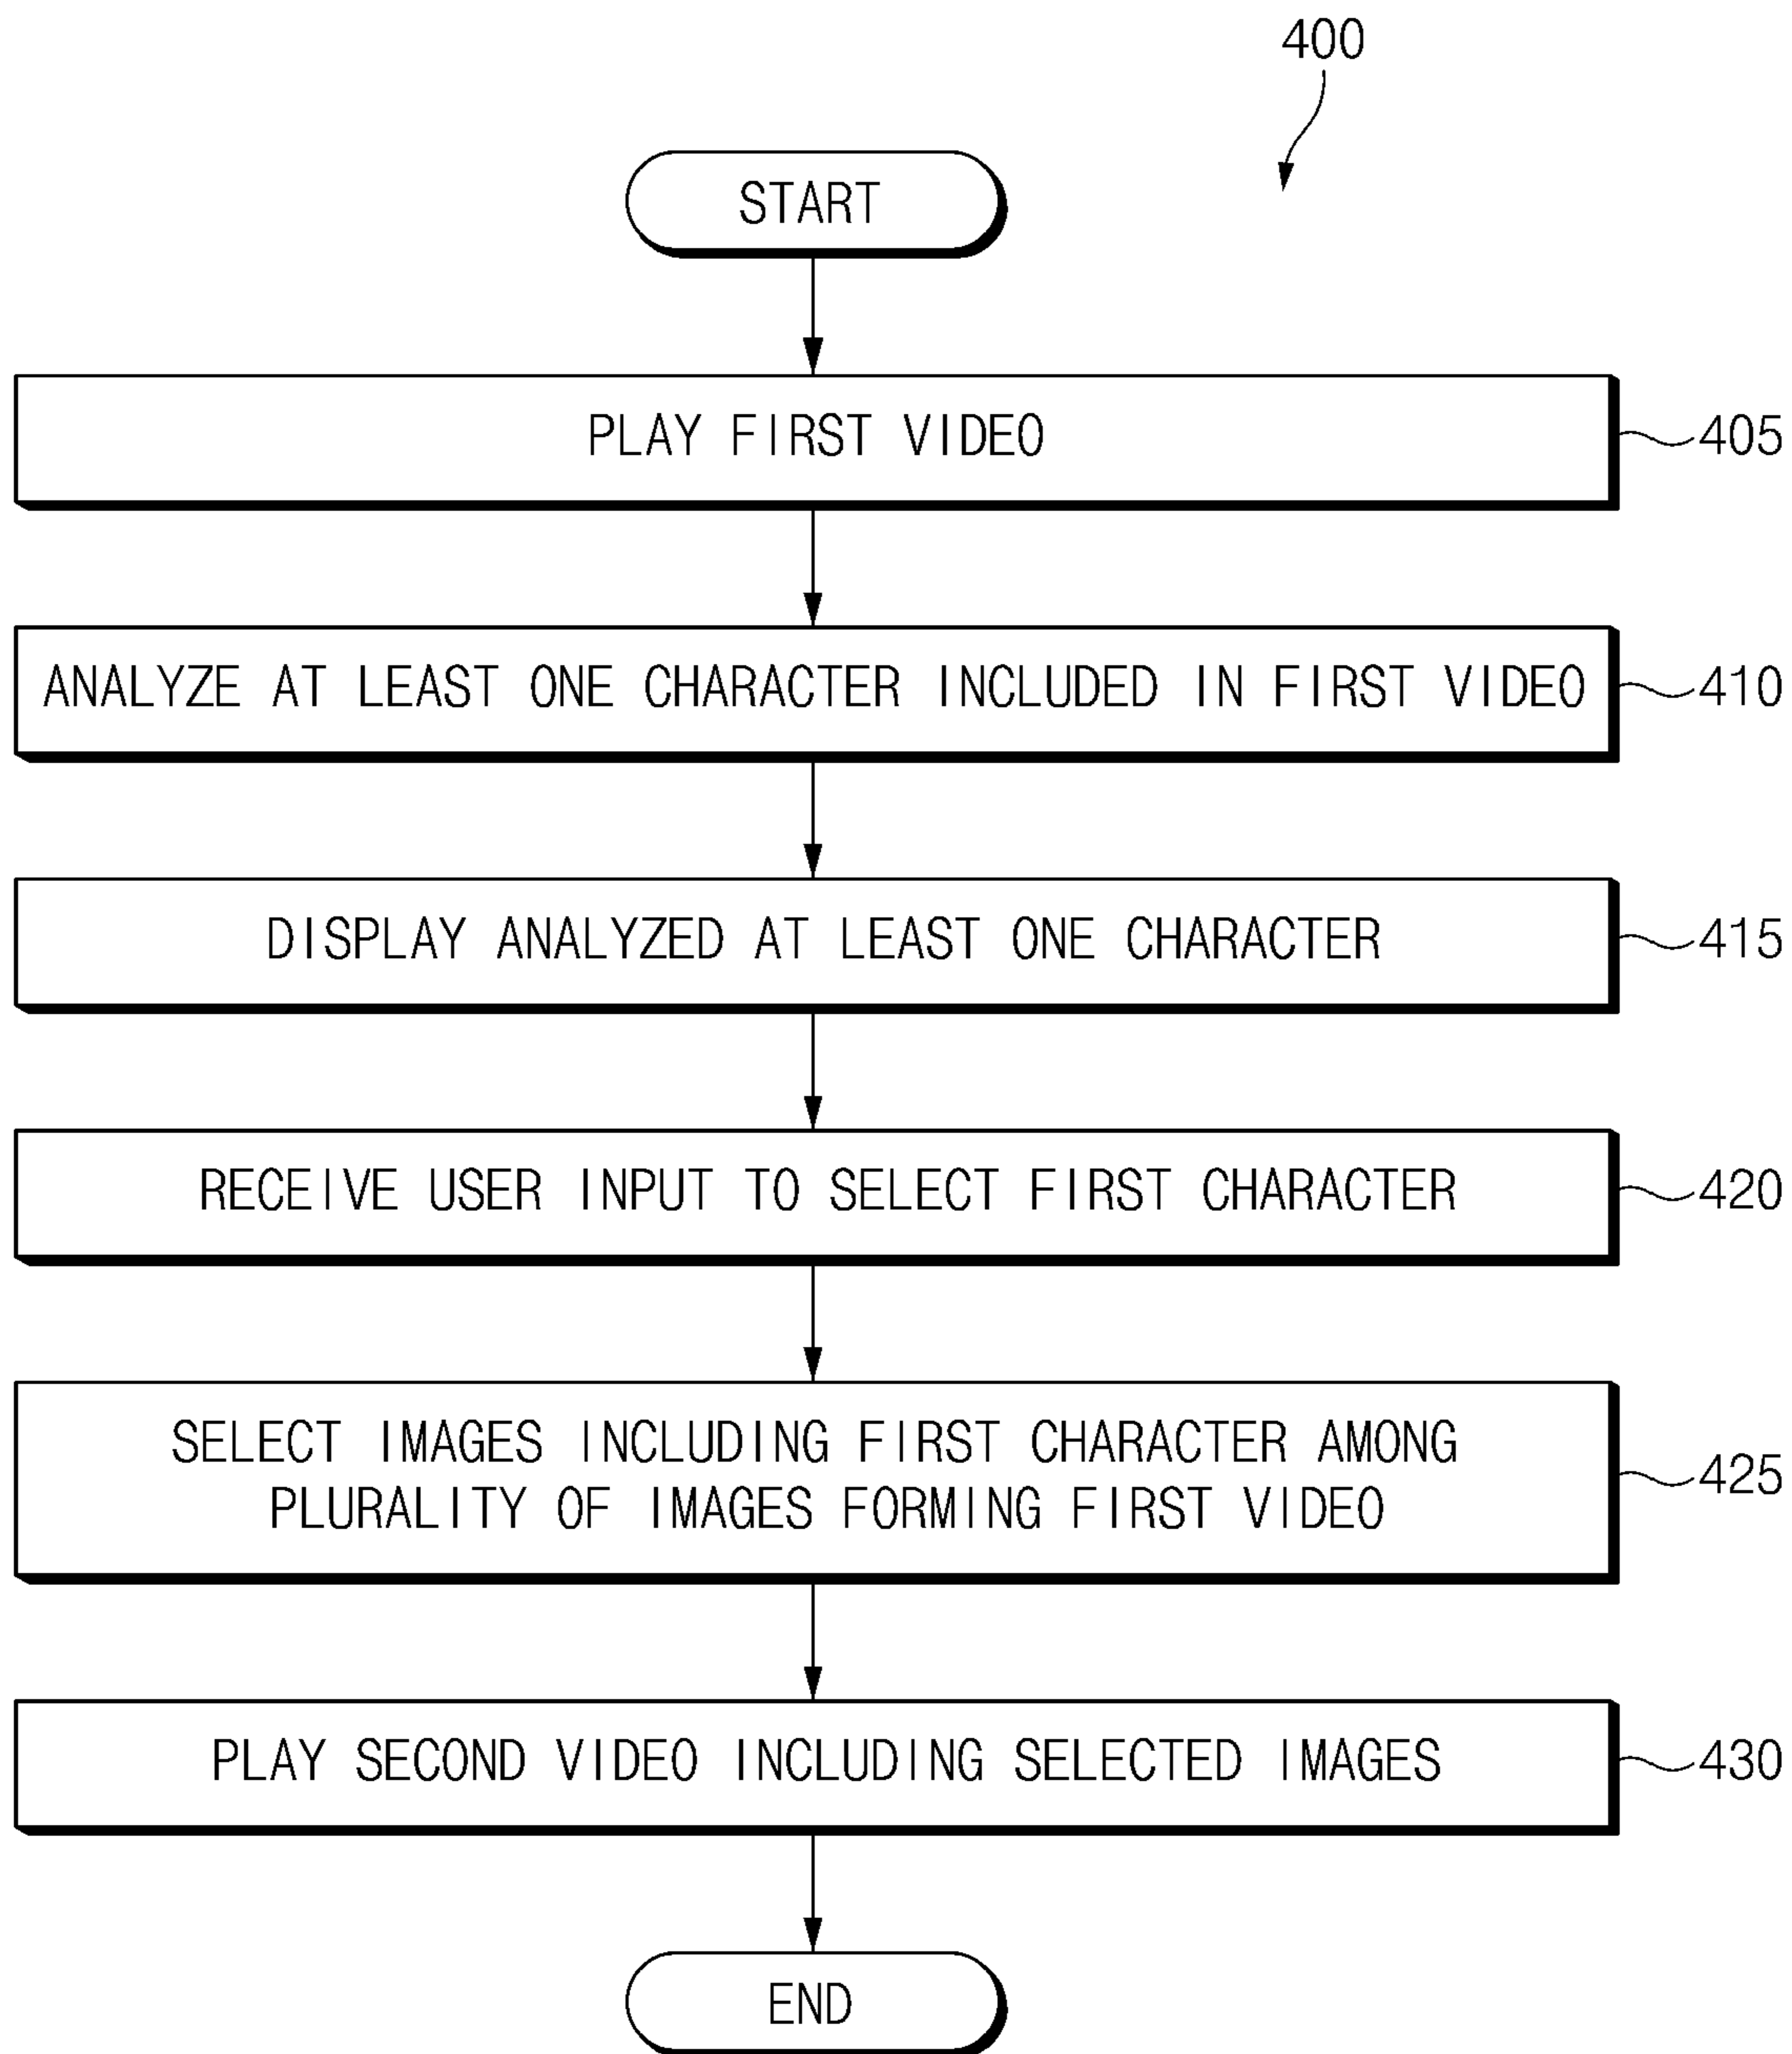 400
START
PLAY FIRST VIDEO
405
ANALYZE AT LEAST ONE CHARACTER INCLUDED IN FIRST VIDEO
410
DISPLAY ANALYZED AT LEAST ONE CHARACTER
415
RECEIVE USER INPUT TO SELECT FIRST CHARACTER
420
SELECT IMAGES INCLUDING FIRST CHARACTER AMONG
PLURALITY OF IMAGES FORMING FIRST VIDEO
425
PLAY SECOND VIDEO INCLUDING SELECTED IMAGES
430
END